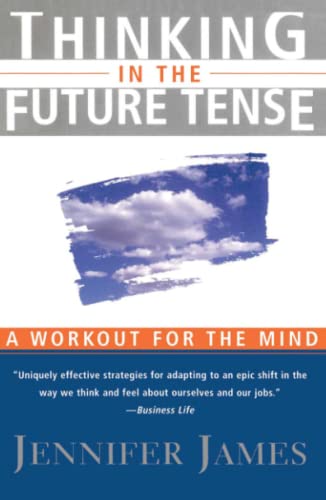 THINKING
IN THE
FUTURE TENSE
A WORKOUT FOR THE MIND
"Uniquely effective strategies for adapting to an epic shift in the
way we think and feel about ourselves and our jobs."
—Business Life
JENNIFER JAMES